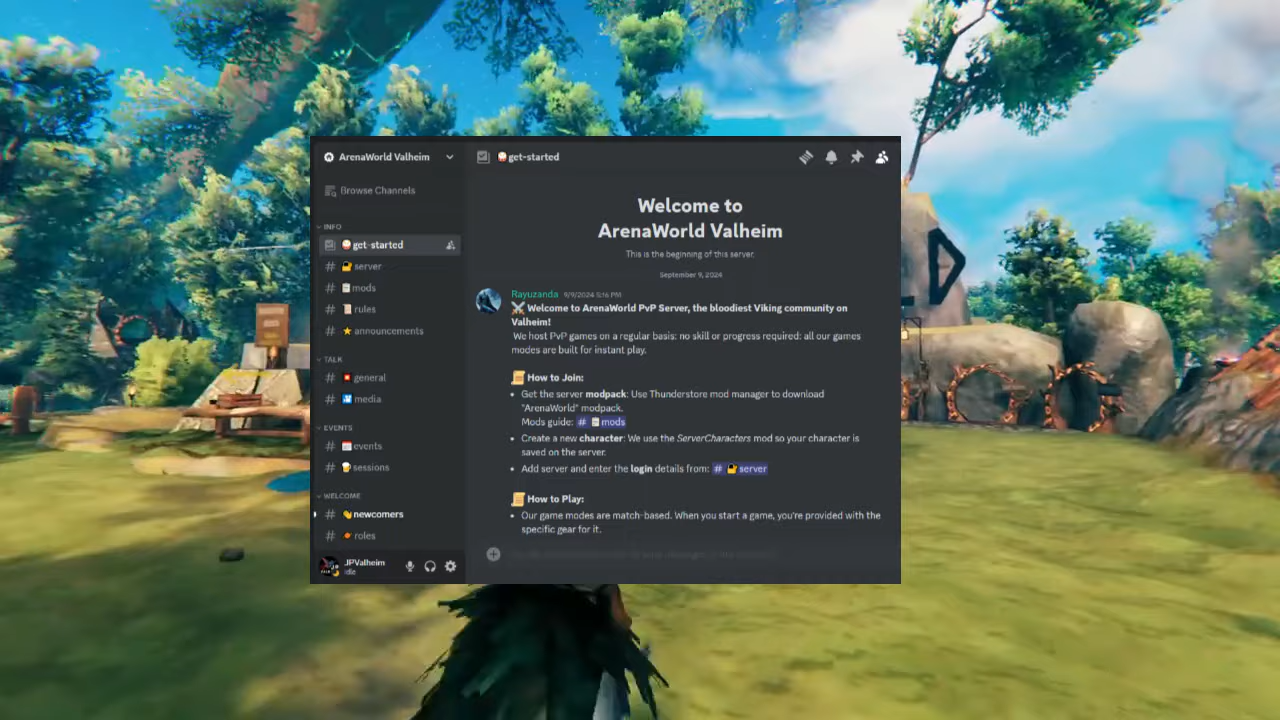 ArenaWorld Valheim
Browse Channels
INFO
get-started
# server
# mods
# rules
# announcements
TALK
# general
# media
EVENTS
# events
# sessions
WELCOME
# newcomers
# roles
JPValheim
Idle
get-started
Welcome to
ArenaWorld Valheim
This is the beginning of this server.
September 9, 2024
Rayuzanda 9/9/2024 5:16 PM
⚔️ Welcome to ArenaWorld PvP Server, the bloodiest Viking community on
Valheim!
We host PvP games on a regular basis: no skill or progress required: all our games
modes are built for instant play.
📜 How to Join:
• Get the server modpack: Use Thunderstore mod manager to download
"ArenaWorld" modpack.
Mods guide: # 📋mods
• Create a new character: We use the ServerCharacters mod so your character is
saved on the server.
• Add server and enter the login details from: # 🔐server
📜 How to Play:
• Our game modes are match-based. When you start a game, you're provided with the
specific gear for it.
D